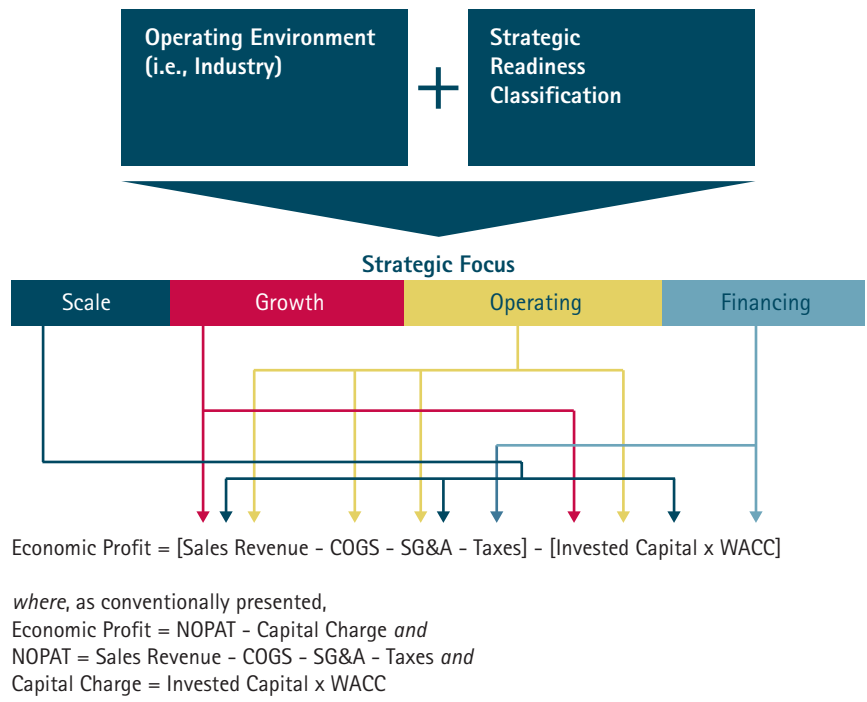 Operating Environment
(i.e., Industry)
+
Strategic
Readiness
Classification
Strategic Focus
Scale
Growth
Operating
Financing
Economic Profit = [Sales Revenue - COGS - SG&A - Taxes] - [Invested Capital x WACC]
where, as conventionally presented,
Economic Profit = NOPAT - Capital Charge and
NOPAT = Sales Revenue - COGS - SG&A - Taxes and
Capital Charge = Invested Capital x WACC